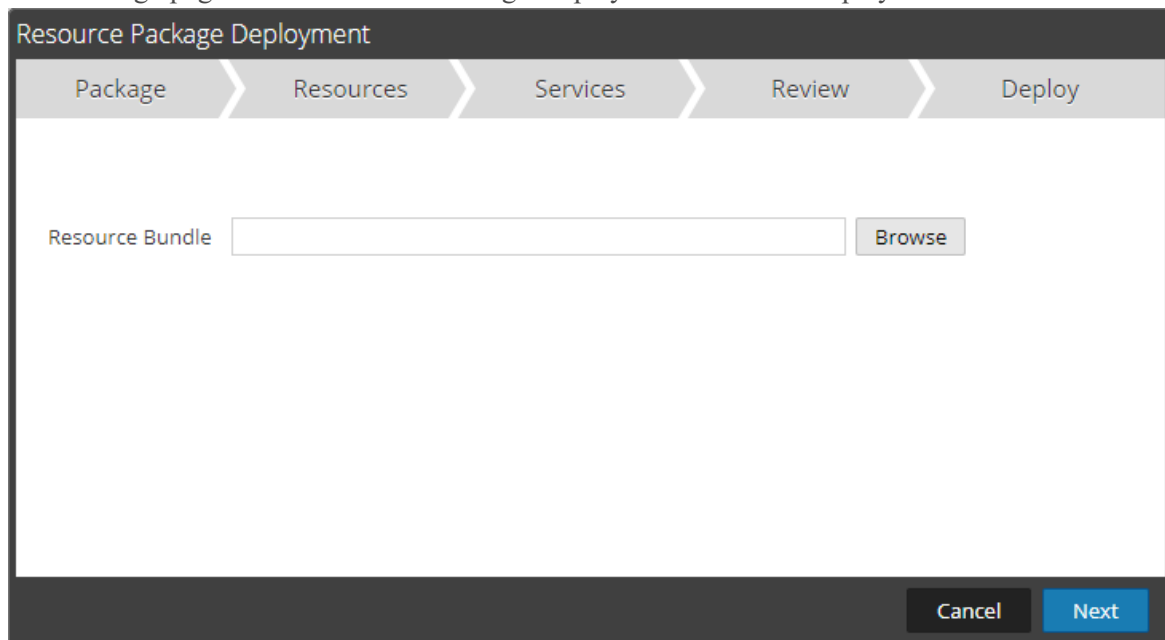 Resource Package Deployment
Package Resources Services Review Deploy
Resource Bundle Browse
Cancel Next